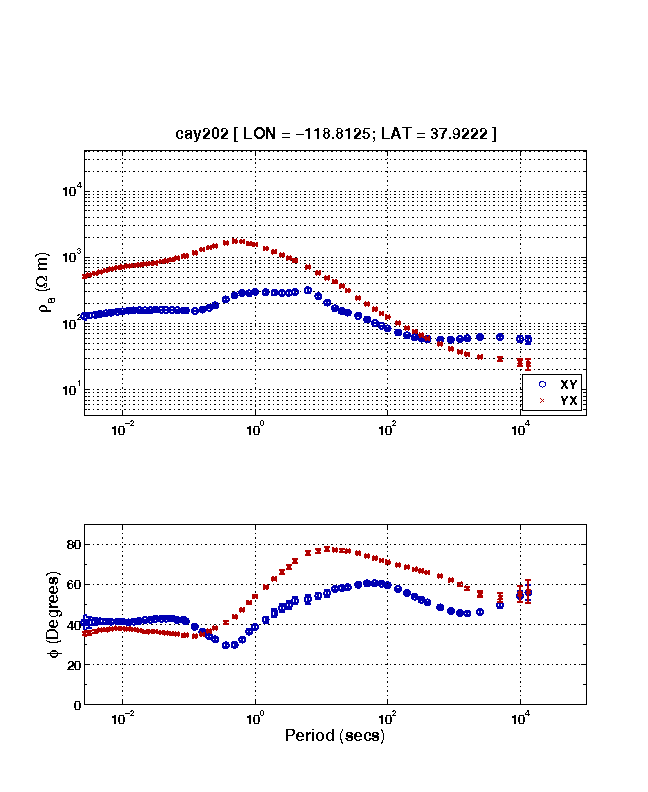 cay202 [ LON = −118.8125; LAT = 37.9222 ]
10^4
10^3
10^2
10^1
ρa (Ω m)
XY
YX
10^−2 10^0 10^2 10^4
80
60
40
20
0
ϕ (Degrees)
10^−2 10^0 10^2 10^4
Period (secs)